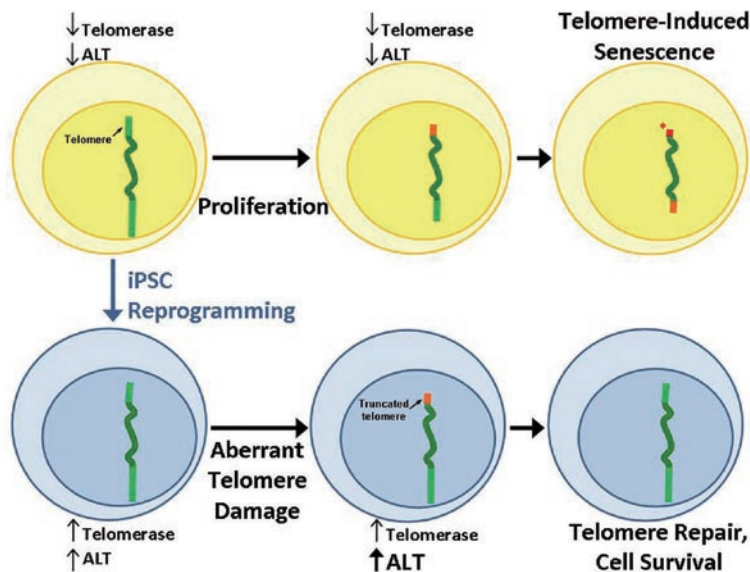 ↓Telomerase
↓ALT
↓Telomerase
↓ALT
Telomere-Induced
Senescence
Telomere
Proliferation
iPSC
Reprogramming
Truncated
telomere
Aberrant
Telomere
Damage
↑Telomerase
↑ALT
↑Telomerase
↑ALT
Telomere Repair,
Cell Survival